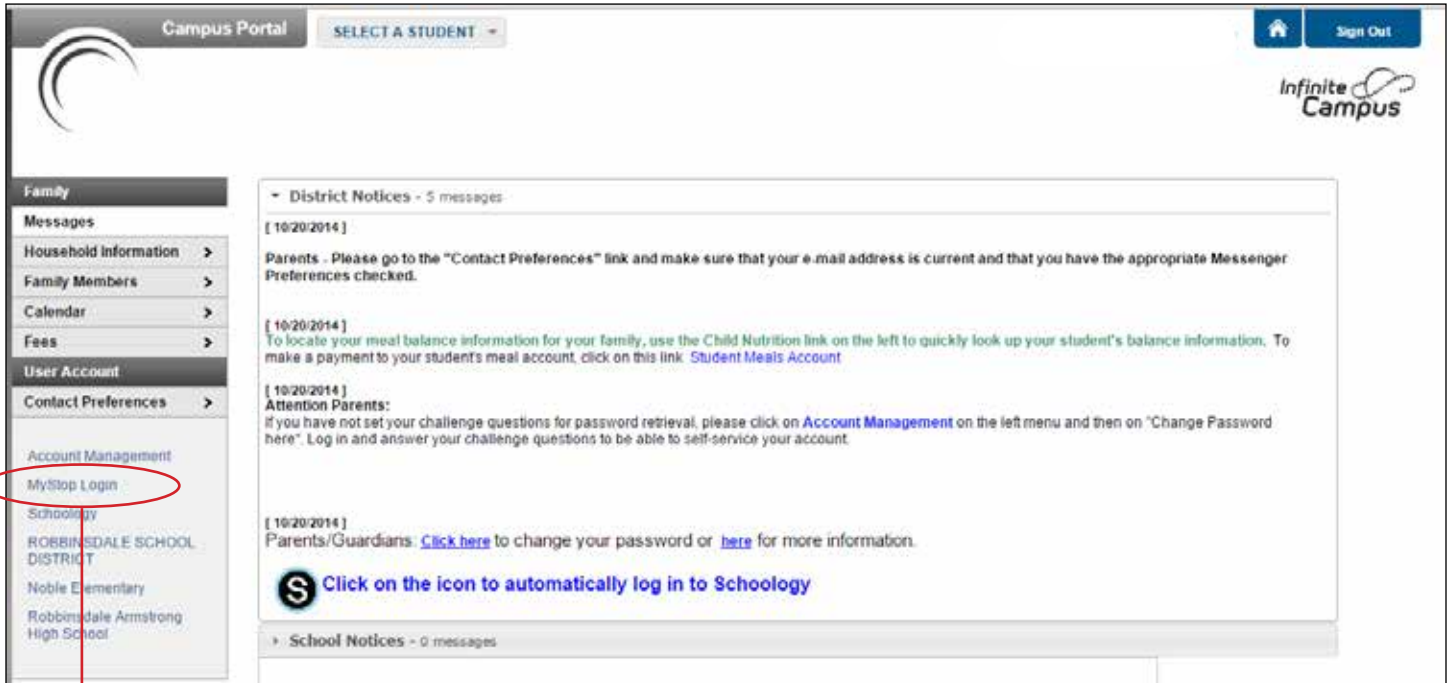 Campus Portal
SELECT A STUDENT
Sign Out
Infinite
Campus
Family
Messages
Household Information >
Family Members >
Calendar >
Fees >
User Account
Contact Preferences >
Account Management
MyStop Login
Schoology
ROBBINSDALE SCHOOL
DISTRICT
Noble Elementary
Robbinsdale Armstrong
High School
District Notices - 5 messages
[ 10/20/2014 ]
Parents - Please go to the "Contact Preferences" link and make sure that your e-mail address is current and that you have the appropriate Messenger
Preferences checked.
[ 10/20/2014 ]
To locate your meal balance information for your family, use the Child Nutrition link on the left to quickly look up your student's balance information. To
make a payment to your student's meal account, click on this link Student Meals Account
[ 10/20/2014 ]
Attention Parents:
If you have not set your challenge questions for password retrieval, please click on Account Management on the left menu and then on "Change Password
here". Log in and answer your challenge questions to be able to self-service your account.
[ 10/20/2014 ]
Parents/Guardians: Click here to change your password or here for more information.
S
Click on the icon to automatically log in to Schoology
School Notices - 0 messages